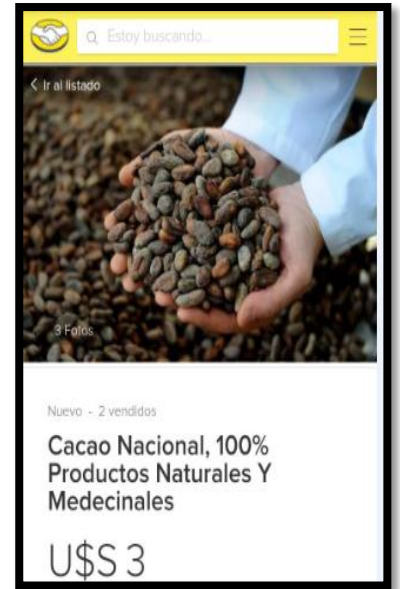 Estoy buscando...
Ir al listado
3 Fotos
Nuevo - 2 vendidos
Cacao Nacional, 100%
Productos Naturales Y
Medecinales
U$S 3